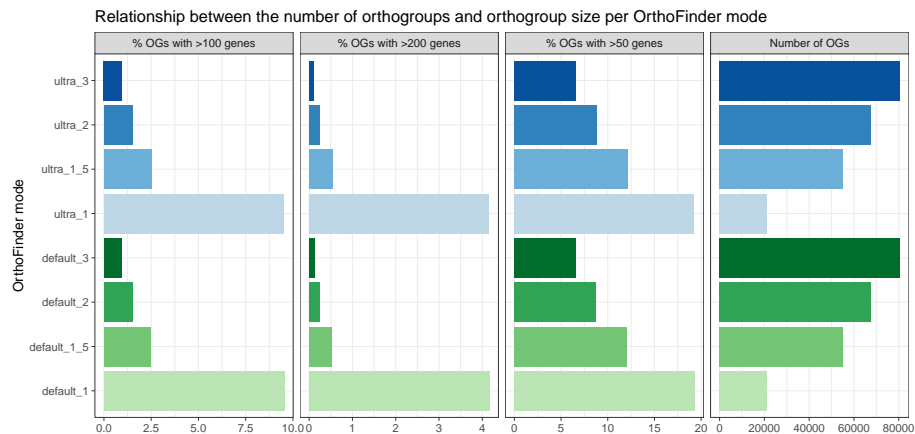 Relationship between the number of orthogroups and orthogroup size per OrthoFinder mode
% OGs with >100 genes
% OGs with >200 genes
% OGs with >50 genes
Number of OGs
OrthoFinder mode
ultra_3
ultra_2
ultra_1_5
ultra_1
default_3
default_2
default_1_5
default_1
0.0 2.5 5.0 7.5 10.0
0 1 2 3 4
0 5 10 15 20
0 20000 40000 60000 80000